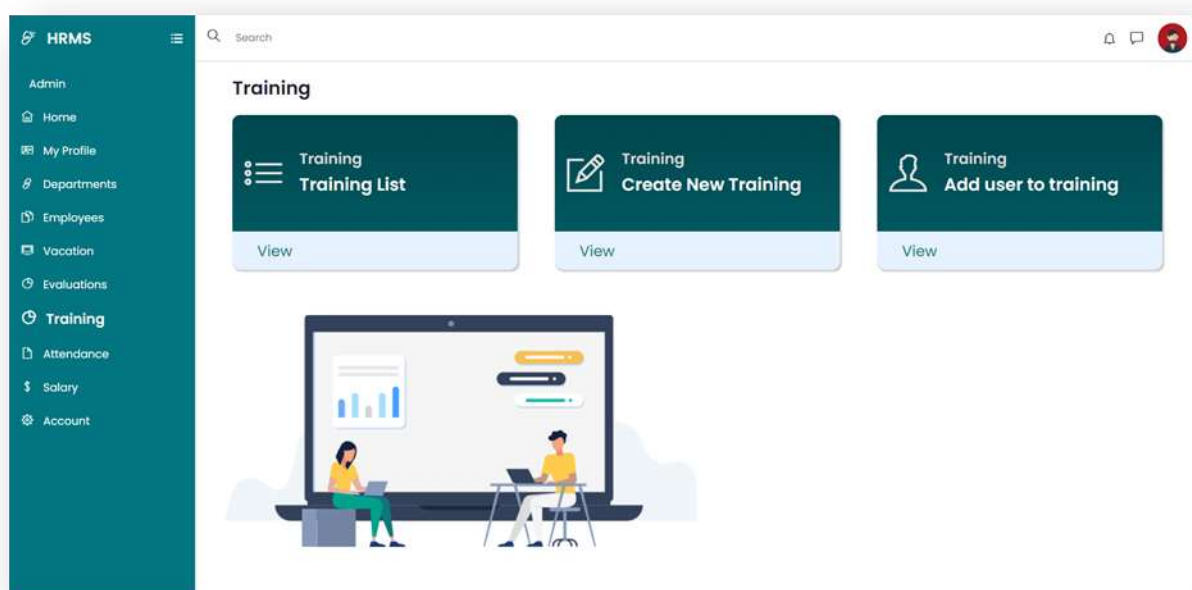 HRMS
Search
Admin
Home
My Profile
Departments
Employees
Vacation
Evaluations
Training
Attendance
Salary
Account
Training
Training
Training List
View
Training
Create New Training
View
Training
Add user to training
View